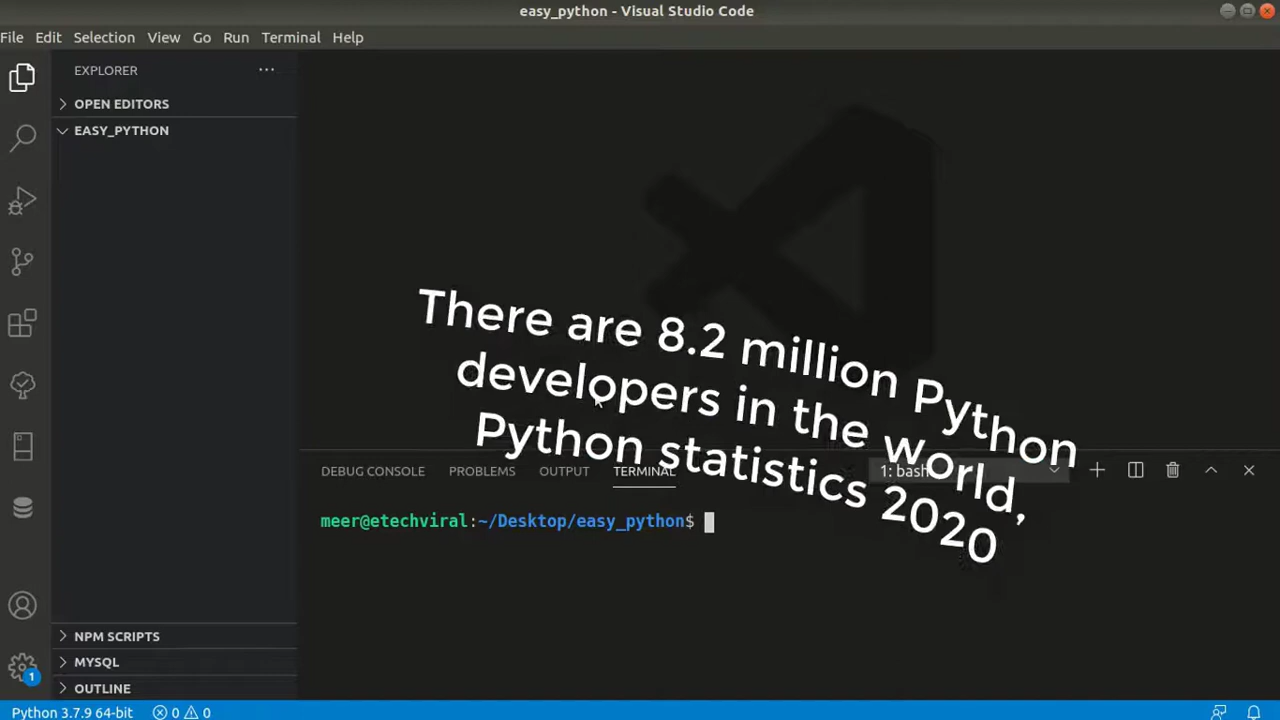 easy_python - Visual Studio Code
File Edit Selection View Go Run Terminal Help
EXPLORER
OPEN EDITORS
EASY_PYTHON
There are 8.2 million Python
developers in the world,
Python statistics 2020
DEBUG CONSOLE PROBLEMS OUTPUT TERMINAL 1: bash
meer@etechviral:~/Desktop/easy_python$
NPM SCRIPTS
MYSQL
OUTLINE
1
Python 3.7.9 64-bit 0 0